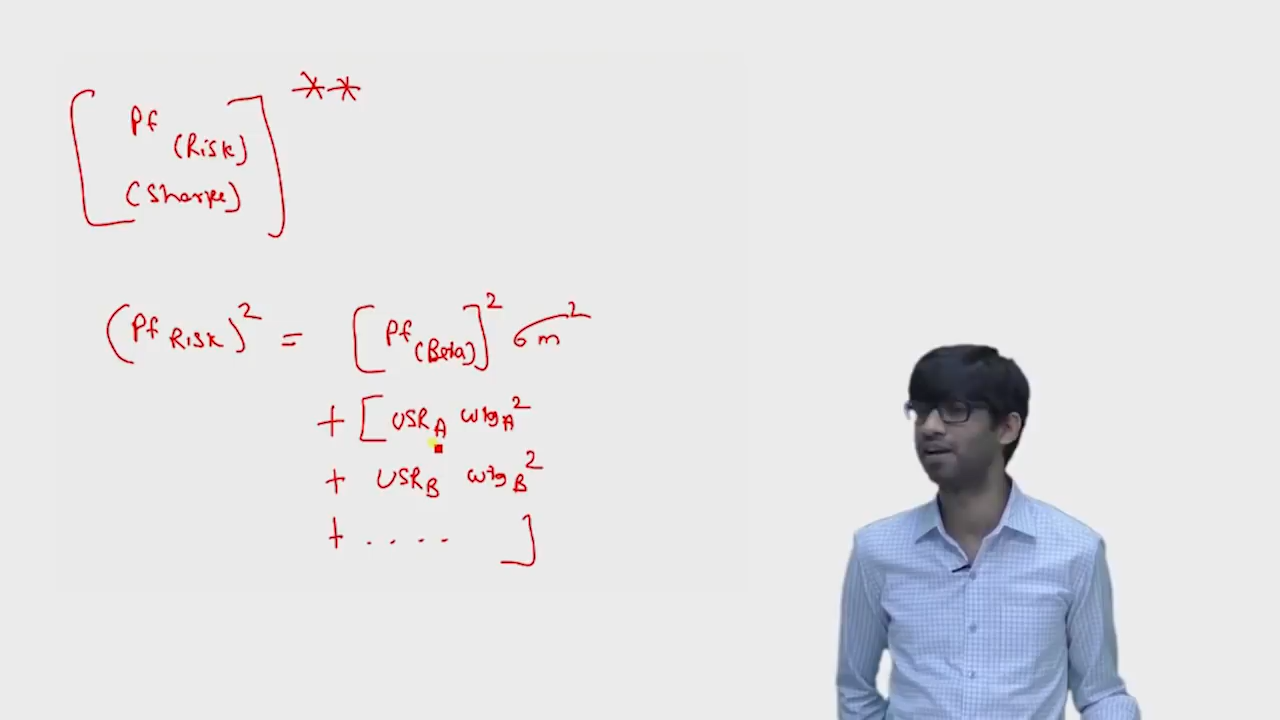 **
Pf
(Risk)
(Sharpe)
(Pf Risk)² = [Pf (Beta)]² σm²
+ [USR_A wtg_A²
+ USR_B wtg_B²
+ .... ]